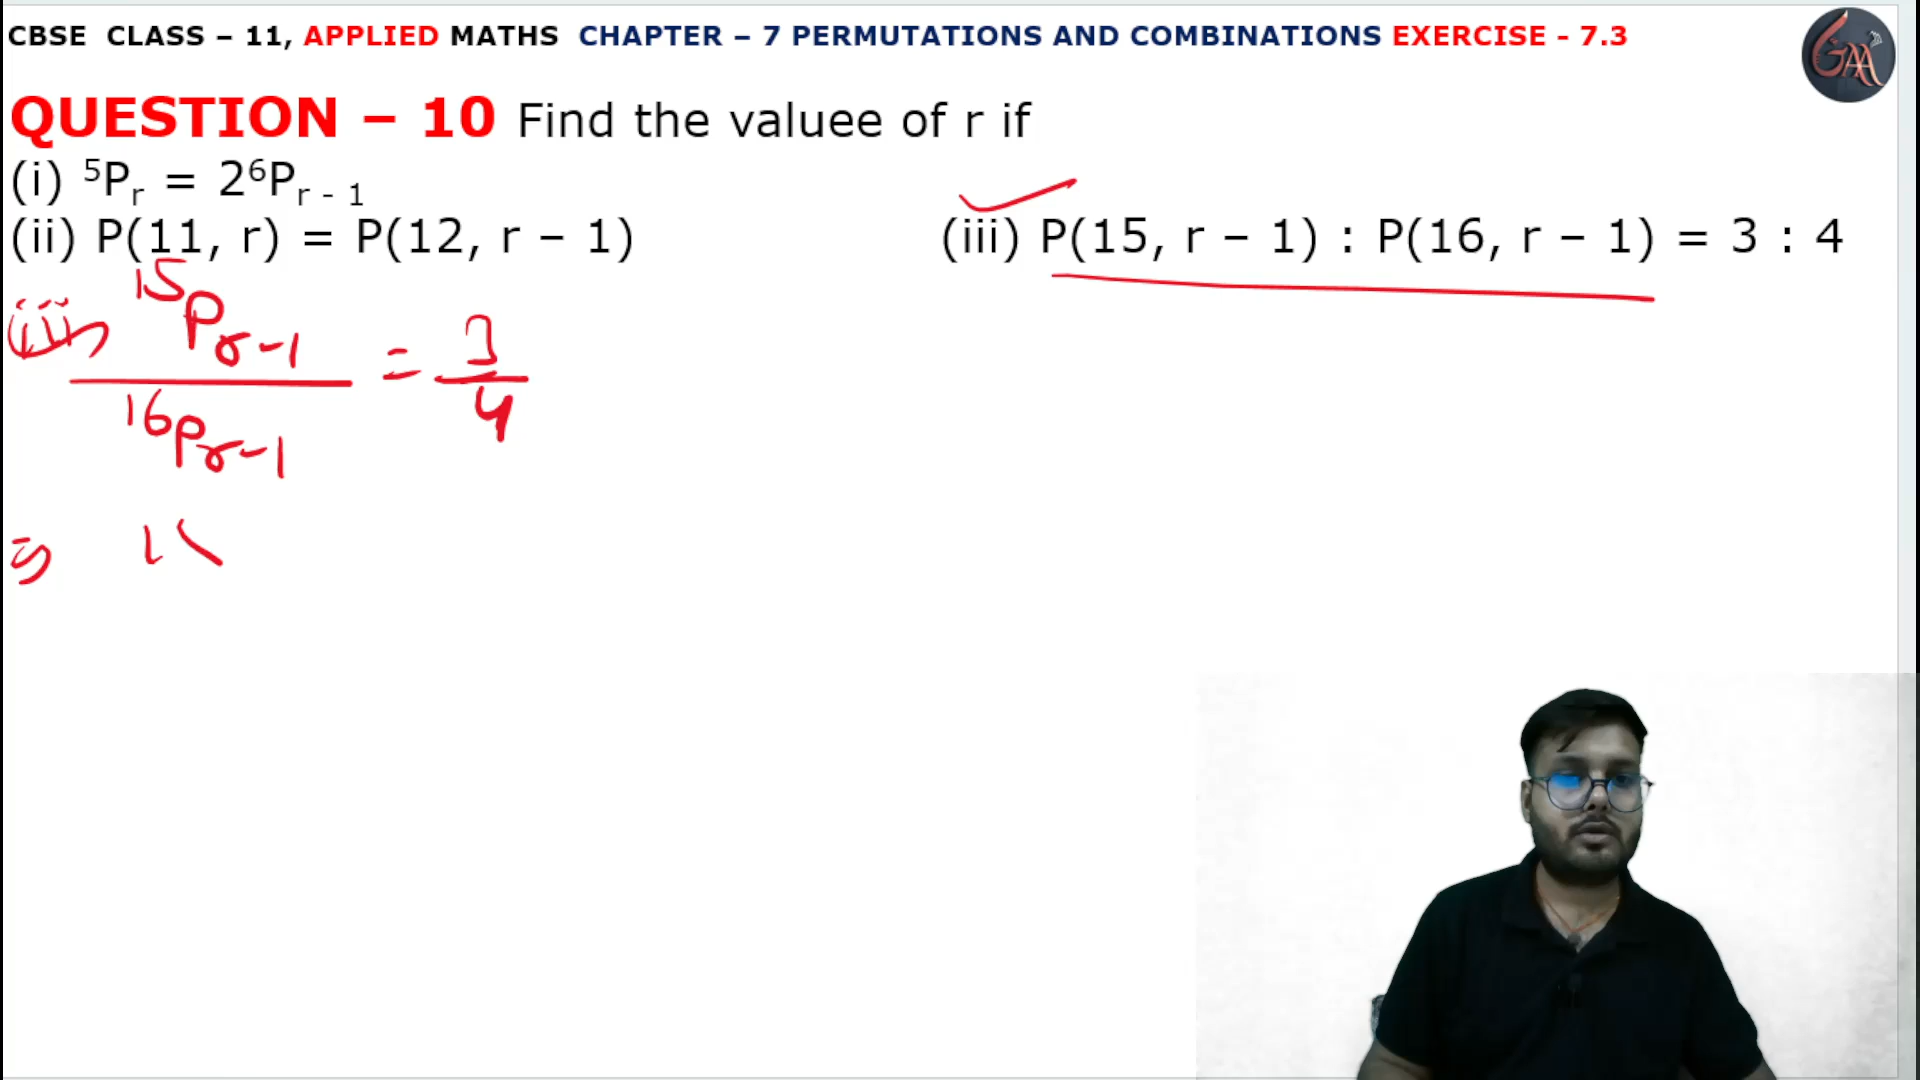 CBSE CLASS – 11, APPLIED MATHS CHAPTER – 7 PERMUTATIONS AND COMBINATIONS EXERCISE - 7.3
QUESTION – 10 Find the valuee of r if
(i) ⁵Pᵣ = 2⁶Pᵣ ₋ ₁
(ii) P(11, r) = P(12, r – 1)
(iii) P(15, r – 1) : P(16, r – 1) = 3 : 4
(iii) ¹⁵Pᵣ₋₁ / ¹⁶Pᵣ₋₁ = 3/4
⇒